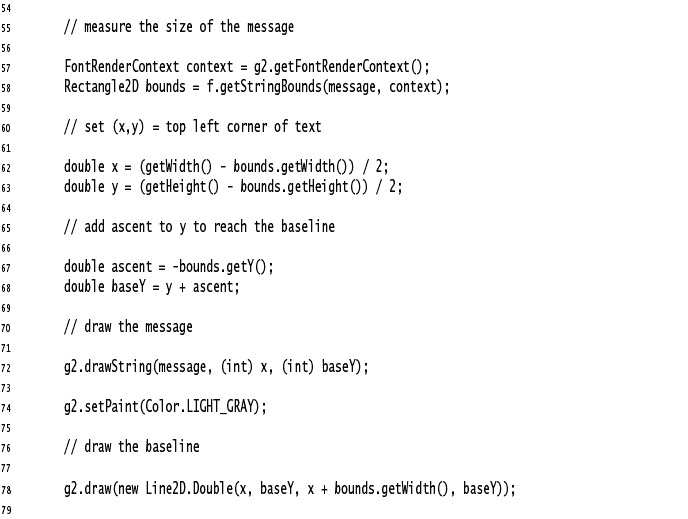 54
55 // measure the size of the message
56
57 FontRenderContext context = g2.getFontRenderContext();
58 Rectangle2D bounds = f.getStringBounds(message, context);
59
60 // set (x,y) = top left corner of text
61
62 double x = (getWidth() - bounds.getWidth()) / 2;
63 double y = (getHeight() - bounds.getHeight()) / 2;
64
65 // add ascent to y to reach the baseline
66
67 double ascent = -bounds.getY();
68 double baseY = y + ascent;
69
70 // draw the message
71
72 g2.drawString(message, (int) x, (int) baseY);
73
74 g2.setPaint(Color.LIGHT_GRAY);
75
76 // draw the baseline
77
78 g2.draw(new Line2D.Double(x, baseY, x + bounds.getWidth(), baseY));
79